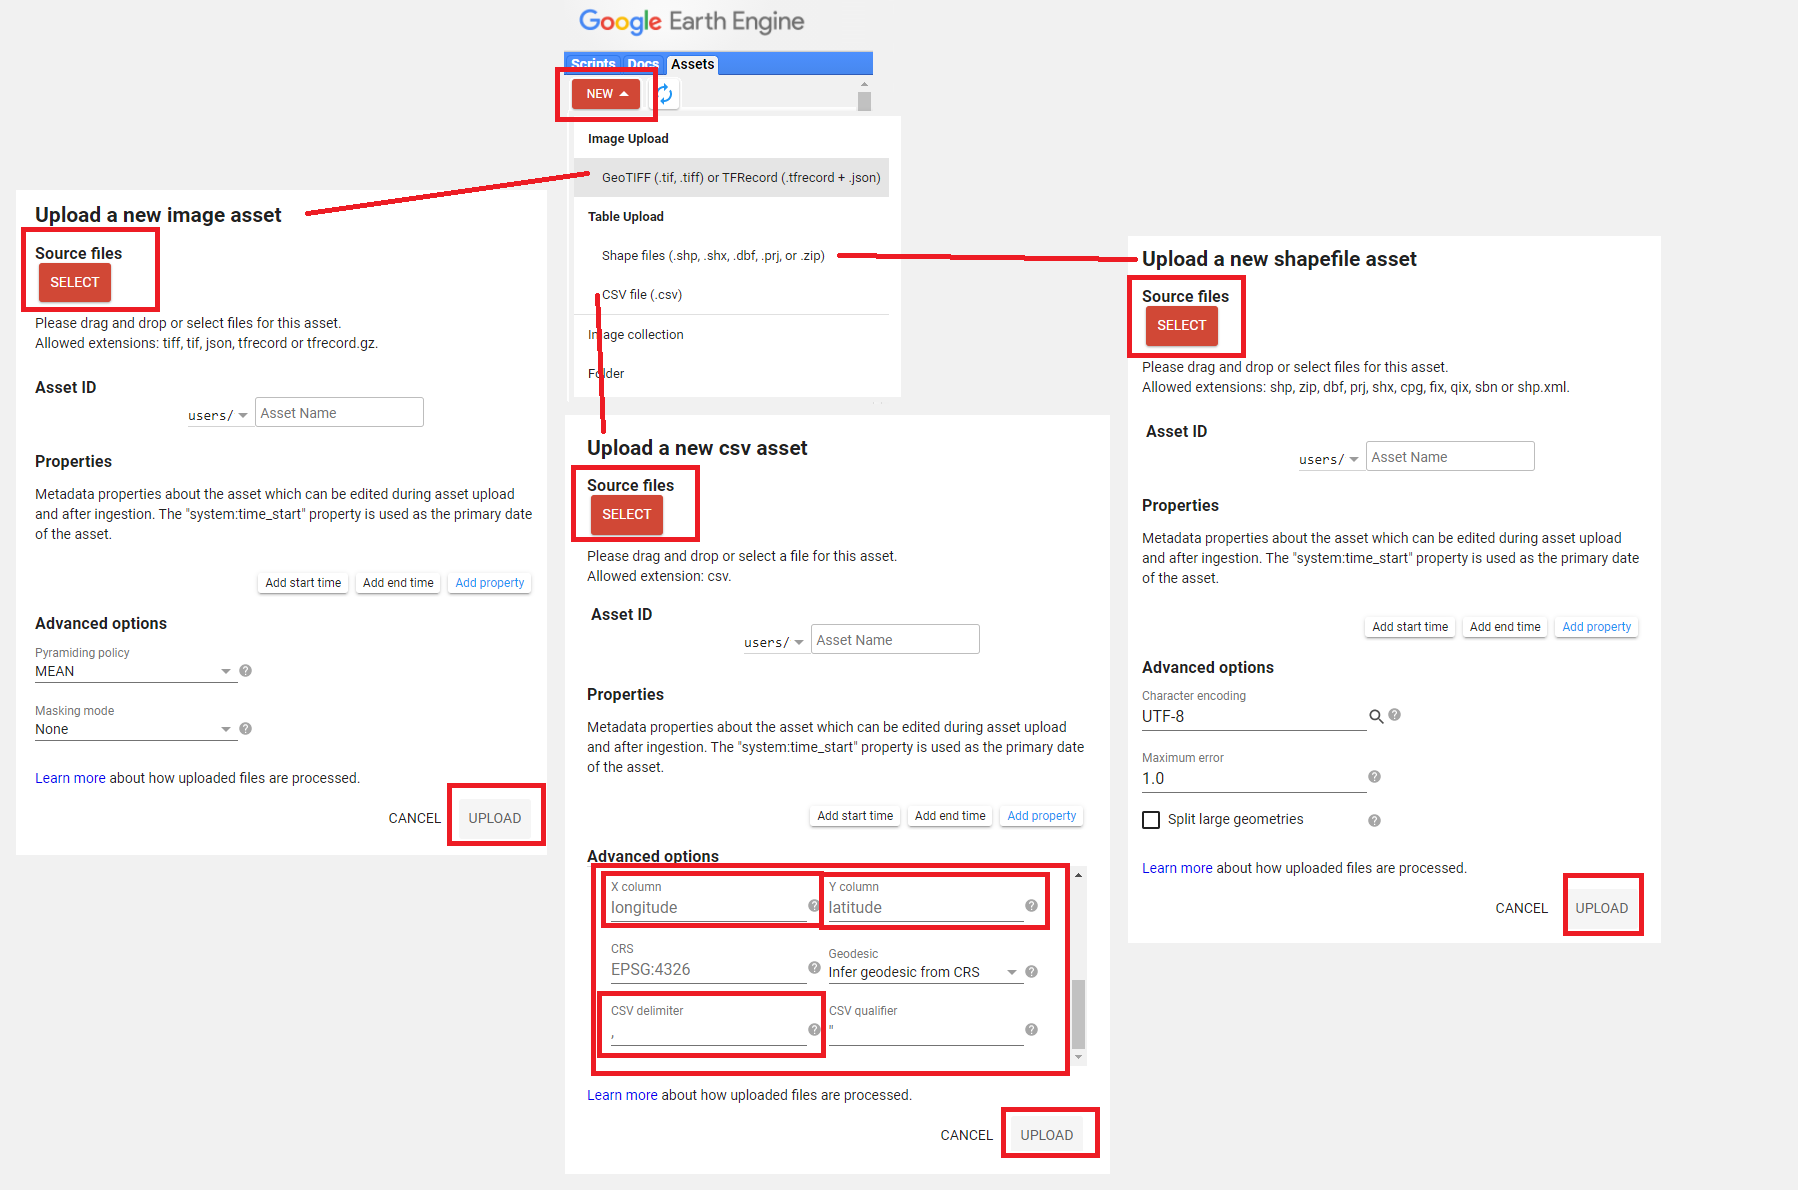 Google Earth Engine
Scripts Docs Assets
NEW
Image Upload
GeoTIFF (.tif, .tiff) or TFRecord (.tfrecord + .json)
Table Upload
Shape files (.shp, .shx, .dbf, .prj, or .zip)
CSV file (.csv)
Image collection
Folder
Upload a new image asset
Source files
SELECT
Please drag and drop or select files for this asset.
Allowed extensions: tiff, tif, json, tfrecord or tfrecord.gz.
Asset ID
users/ Asset Name
Properties
Metadata properties about the asset which can be edited during asset upload
and after ingestion. The "system:time_start" property is used as the primary date
of the asset.
Add start time Add end time Add property
Advanced options
Pyramiding policy
MEAN
Masking mode
None
Learn more about how uploaded files are processed.
CANCEL UPLOAD
Upload a new csv asset
Source files
SELECT
Please drag and drop or select a file for this asset.
Allowed extension: csv.
Asset ID
users/ Asset Name
Properties
Metadata properties about the asset which can be edited during asset upload
and after ingestion. The "system:time_start" property is used as the primary date
of the asset.
Add start time Add end time Add property
Advanced options
X column Y column
longitude latitude
CRS Geodesic
EPSG:4326 Infer geodesic from CRS
CSV delimiter CSV qualifier
, "
Learn more about how uploaded files are processed.
CANCEL UPLOAD
Upload a new shapefile asset
Source files
SELECT
Please drag and drop or select files for this asset.
Allowed extensions: shp, zip, dbf, prj, shx, cpg, fix, qix, sbn or shp.xml.
Asset ID
users/ Asset Name
Properties
Metadata properties about the asset which can be edited during asset upload
and after ingestion. The "system:time_start" property is used as the primary date
of the asset.
Add start time Add end time Add property
Advanced options
Character encoding
UTF-8
Maximum error
1.0
Split large geometries
Learn more about how uploaded files are processed.
CANCEL UPLOAD